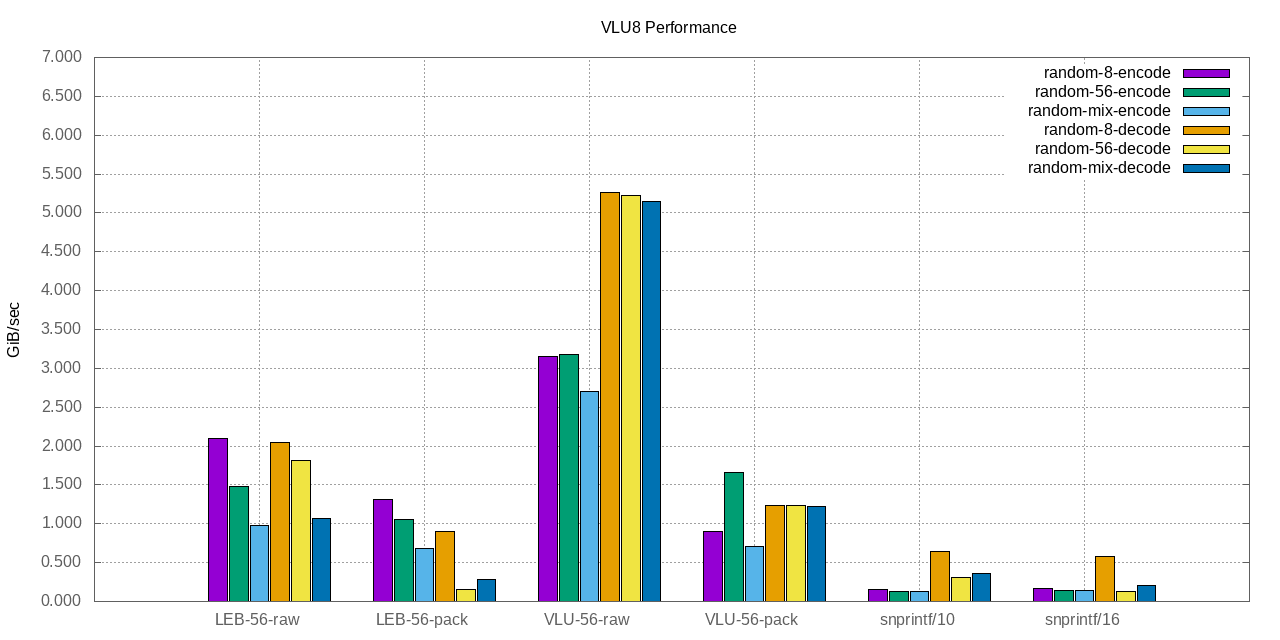 VLU8 Performance
7.000
6.500
6.000
5.500
5.000
4.500
4.000
3.500
3.000
2.500
2.000
1.500
1.000
0.500
0.000
GiB/sec
random-8-encode
random-56-encode
random-mix-encode
random-8-decode
random-56-decode
random-mix-decode
LEB-56-raw LEB-56-pack VLU-56-raw VLU-56-pack snprintf/10 snprintf/16